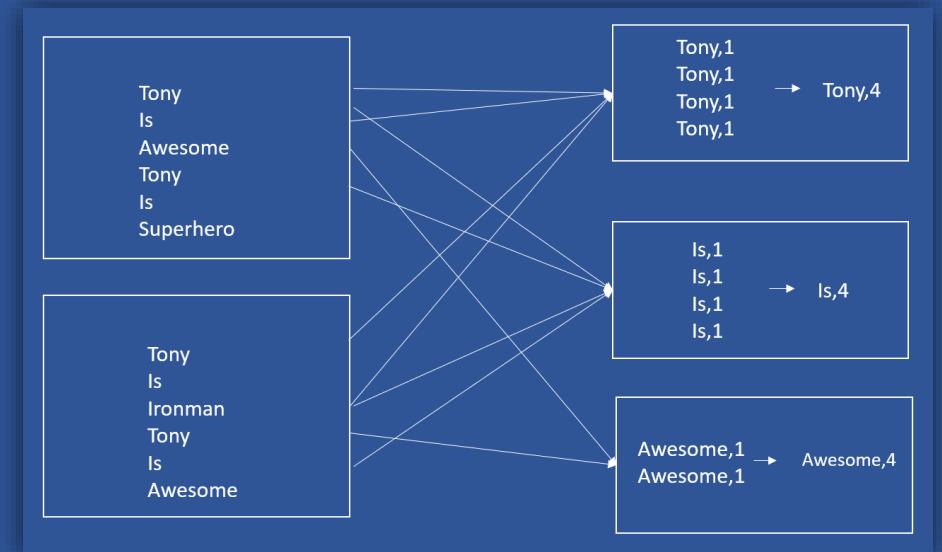 Tony
Is
Awesome
Tony
Is
Superhero
Tony
Is
Ironman
Tony
Is
Awesome
Tony,1
Tony,1
Tony,1
Tony,1
Tony,4
Is,1
Is,1
Is,1
Is,1
Is,4
Awesome,1
Awesome,1
Awesome,4